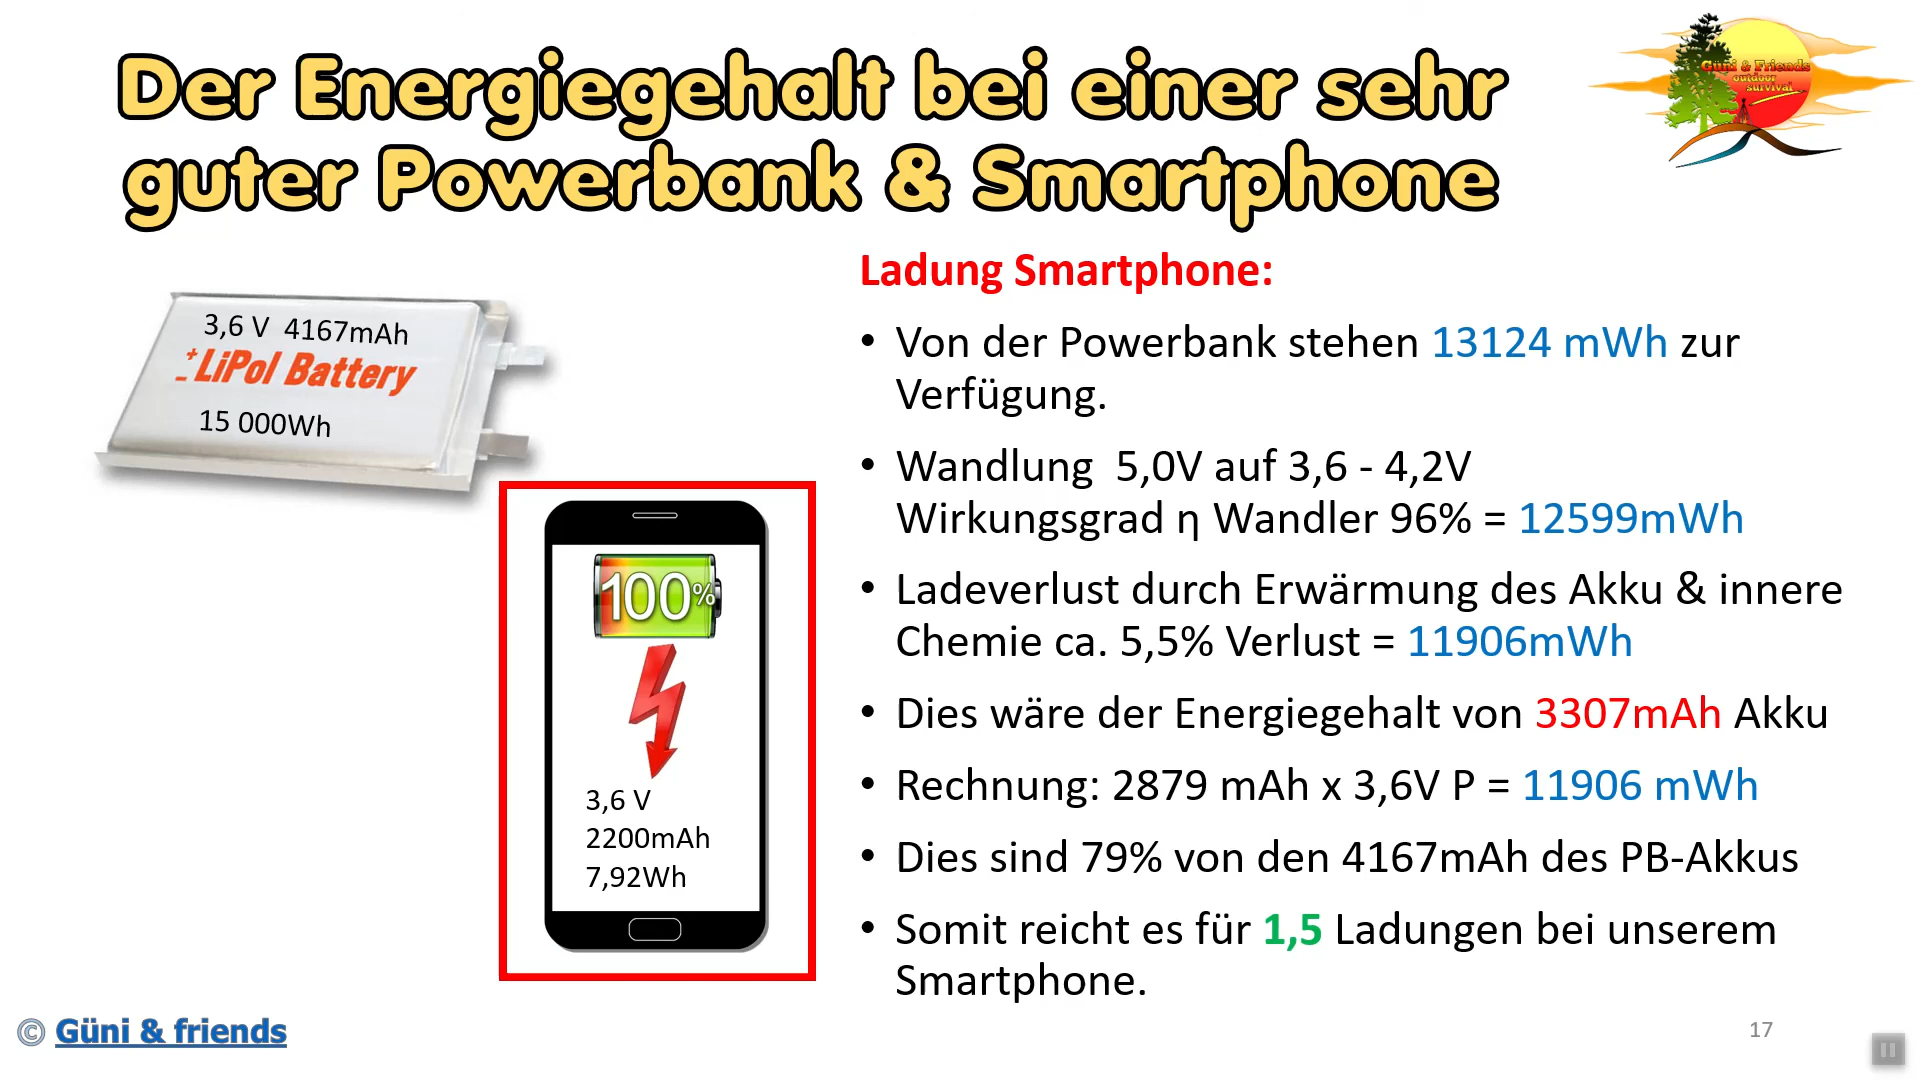 Der Energiegehalt bei einer sehr
guter Powerbank & Smartphone
Güni & Friends
outdoor
survival
3,6 V 4167mAh
+
- LiPol Battery
15 000Wh
100%
3,6 V
2200mAh
7,92Wh
Ladung Smartphone:
• Von der Powerbank stehen 13124 mWh zur
Verfügung.
• Wandlung 5,0V auf 3,6 - 4,2V
Wirkungsgrad η Wandler 96% = 12599mWh
• Ladeverlust durch Erwärmung des Akku & innere
Chemie ca. 5,5% Verlust = 11906mWh
• Dies wäre der Energiegehalt von 3307mAh Akku
• Rechnung: 2879 mAh x 3,6V P = 11906 mWh
• Dies sind 79% von den 4167mAh des PB-Akkus
• Somit reicht es für 1,5 Ladungen bei unserem
Smartphone.
© Güni & friends
17